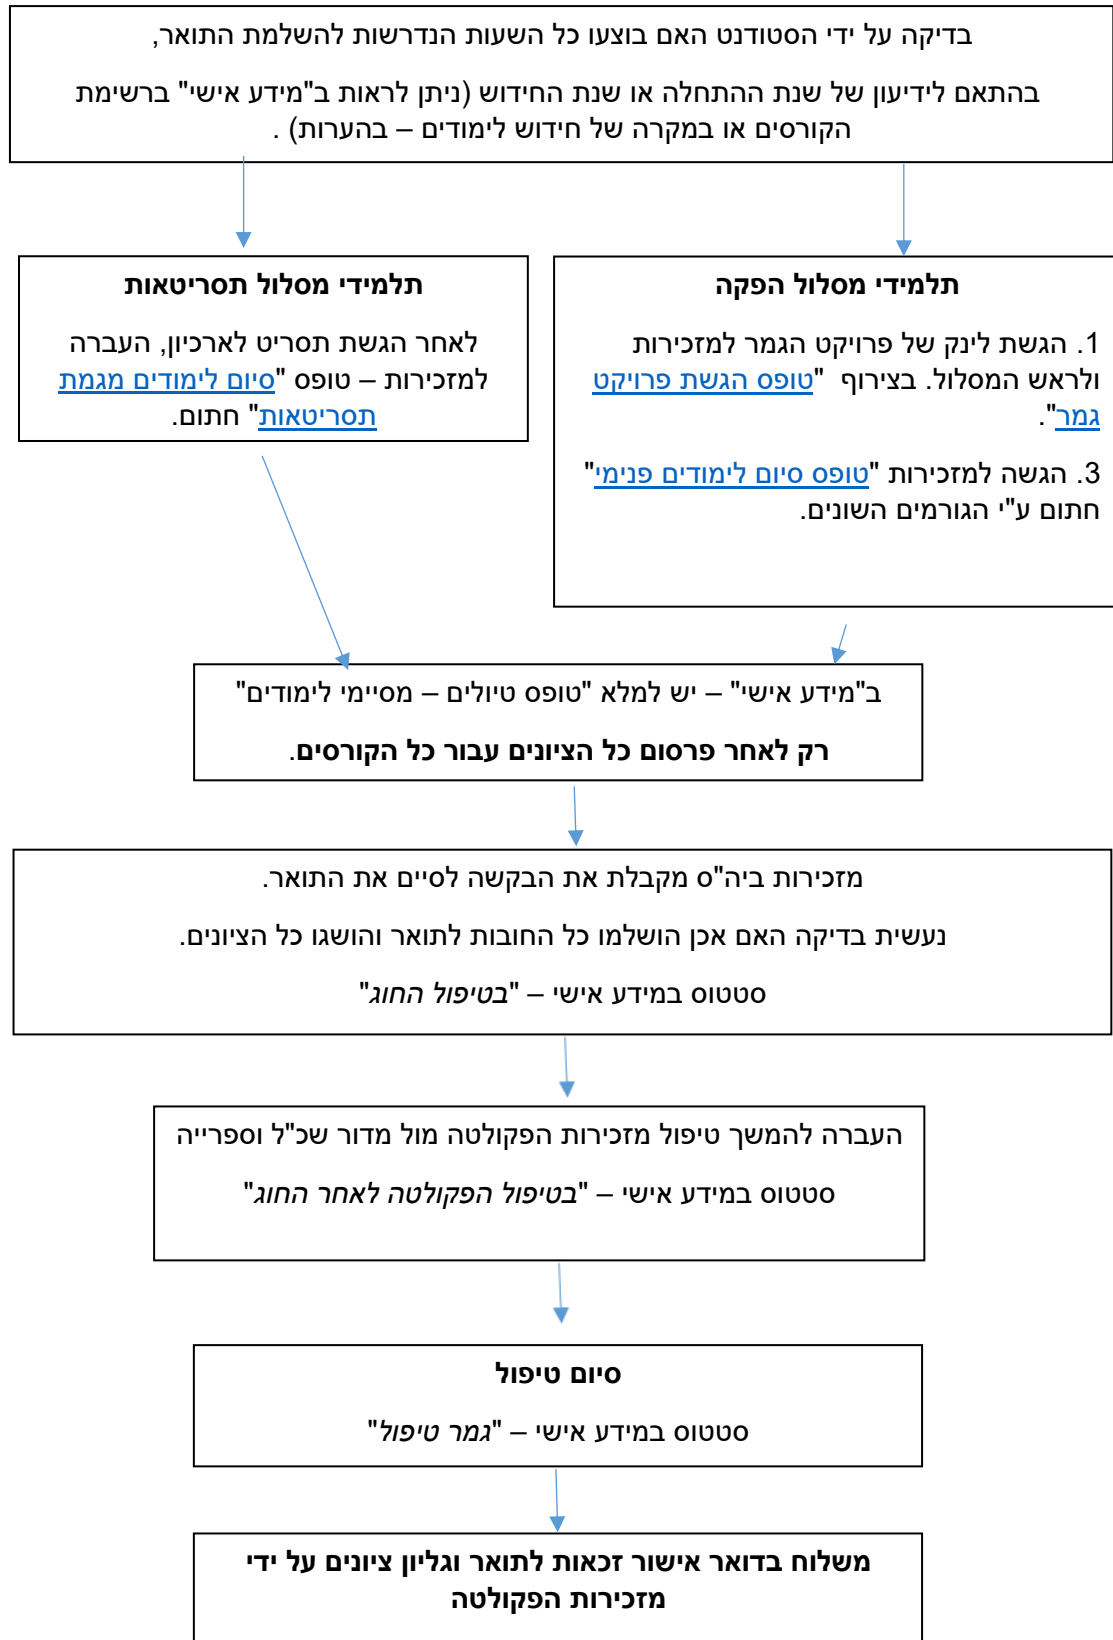 בדיקה על ידי הסטודנט האם בוצעו כל השעות הנדרשות להשלמת התואר,
בהתאם לידיעון של שנת ההתחלה או שנת החידוש (ניתן לראות ב"מידע אישי" ברשימת
הקורסים או במקרה של חידוש לימודים – בהערות) .
תלמידי מסלול הפקה
1. הגשת לינק של פרויקט הגמר למזכירות
ולראש המסלול. בצירוף "טופס הגשת פרויקט
גמר".
3. הגשה למזכירות "טופס סיום לימודים פנימי"
חתום ע"י הגורמים השונים.
תלמידי מסלול תסריטאות
לאחר הגשת תסריט לארכיון, העברה
למזכירות – טופס "סיום לימודים מגמת
תסריטאות" חתום.
ב"מידע אישי" – יש למלא "טופס טיולים – מסיימי לימודים"
רק לאחר פרסום כל הציונים עבור כל הקורסים.
מזכירות ביה"ס מקבלת את הבקשה לסיים את התואר.
נעשית בדיקה האם אכן הושלמו כל החובות לתואר והושגו כל הציונים.
סטטוס במידע אישי – "בטיפול החוג"
העברה להמשך טיפול מזכירות הפקולטה מול מדור שכ"ל וספרייה
סטטוס במידע אישי – "בטיפול הפקולטה לאחר החוג"
סיום טיפול
סטטוס במידע אישי – "גמר טיפול"
משלוח בדואר אישור זכאות לתואר וגליון ציונים על ידי
מזכירות הפקולטה